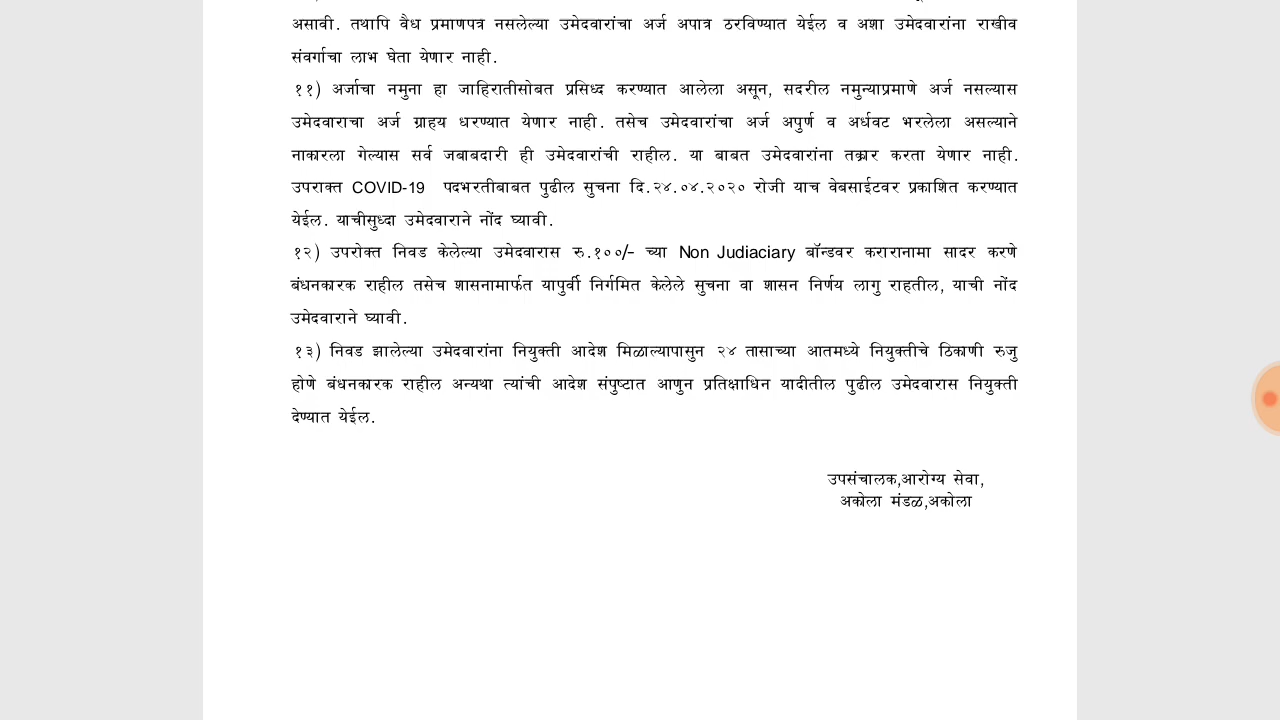 असावी. तथापि वैध प्रमाणपत्र नसलेल्या उमेदवारांचा अर्ज अपात्र ठरविण्यात येईल व अशा उमेदवारांना राखीव
संवर्गाचा लाभ घेता येणार नाही.
११) अर्जाचा नमुना हा जाहिरातीसोबत प्रसिध्द करण्यात आलेला असून, सदरील नमुन्याप्रमाणे अर्ज नसल्यास
उमेदवाराचा अर्ज ग्राहय धरण्यात येणार नाही. तसेच उमेदवारांचा अर्ज अपुर्ण व अर्धवट भरलेला असल्याने
नाकारला गेल्यास सर्व जबाबदारी ही उमेदवारांची राहील. या बाबत उमेदवारांना तक्रार करता येणार नाही.
उपराक्त COVID-19 पदभरतीबाबत पुढील सुचना दि.२४.०४.२०२० रोजी याच वेबसाईटवर प्रकाशित करण्यात
येईल. याचीसुध्दा उमेदवाराने नोंद घ्यावी.
१२) उपरोक्त निवड केलेल्या उमेदवारास रु.१००/- च्या Non Judiaciary बॉन्डवर करारानामा सादर करणे
बंधनकारक राहील तसेच शासनामार्फत यापुर्वी निर्गमित केलेले सुचना वा शासन निर्णय लागु राहतील, याची नोंद
उमेदवाराने घ्यावी.
१३) निवड झालेल्या उमेदवारांना नियुक्ती आदेश मिळाल्यापासुन २४ तासाच्या आतमध्ये नियुक्तीचे ठिकाणी रुजु
होणे बंधनकारक राहील अन्यथा त्यांची आदेश संपुष्टात आणुन प्रतिक्षाधिन यादीतील पुढील उमेदवारास नियुक्ती
देण्यात येईल.
उपसंचालक,आरोग्य सेवा,
अकोला मंडळ,अकोला